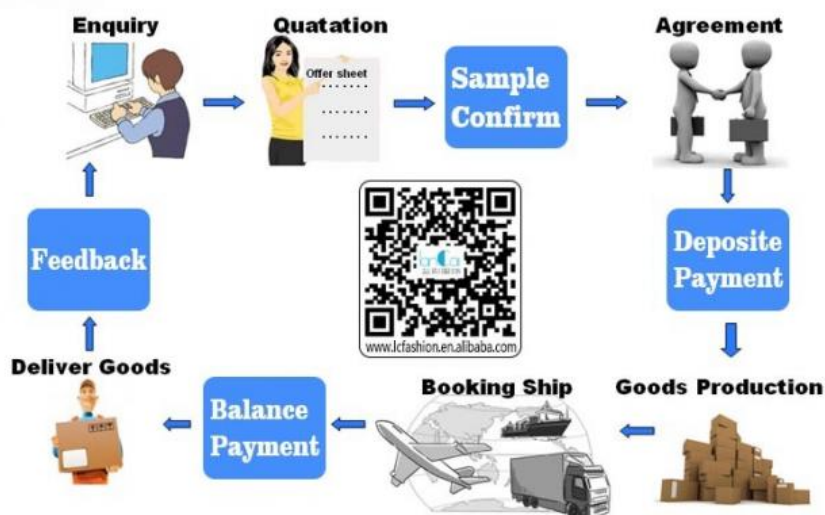 Enquiry
Quatation
Agreement
Offer sheet
Sample
Confirm
Feedback
Deposite
Payment
www.lcfashion.en.alibaba.com
Deliver Goods
Balance
Payment
Booking Ship
Goods Production